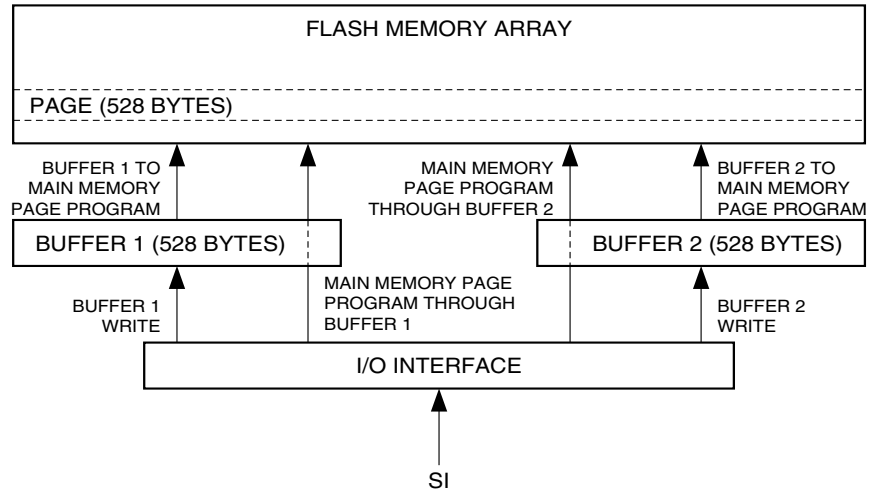 FLASH MEMORY ARRAY
PAGE (528 BYTES)
BUFFER 1 TO
MAIN MEMORY
PAGE PROGRAM
MAIN MEMORY
PAGE PROGRAM
THROUGH BUFFER 2
BUFFER 2 TO
MAIN MEMORY
PAGE PROGRAM
BUFFER 1 (528 BYTES)
BUFFER 2 (528 BYTES)
BUFFER 1
WRITE
MAIN MEMORY PAGE
PROGRAM THROUGH
BUFFER 1
BUFFER 2
WRITE
I/O INTERFACE
SI